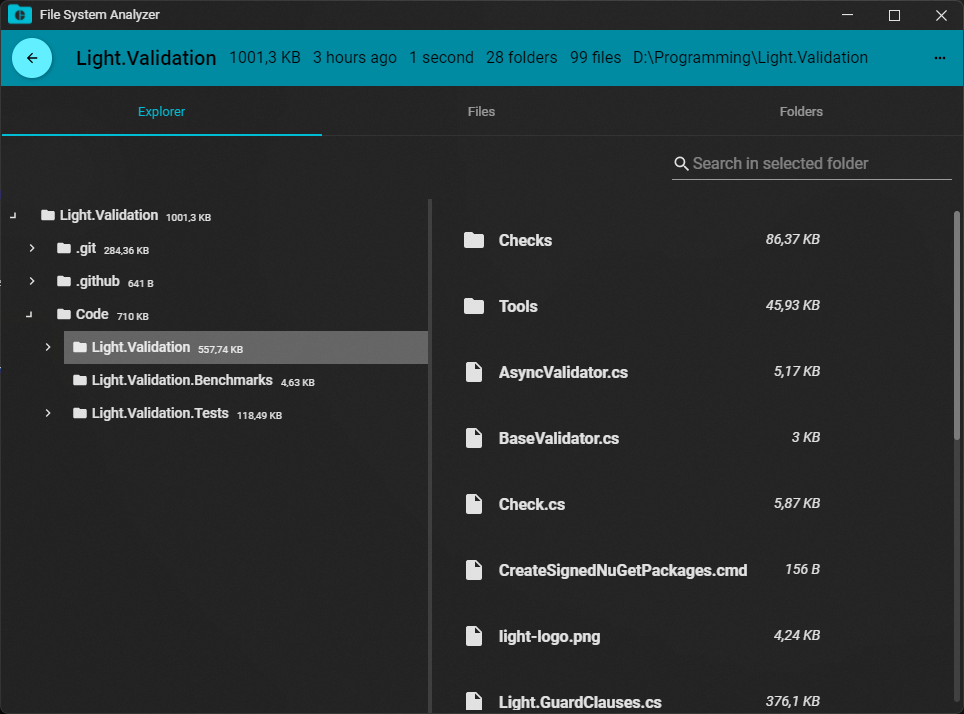 File System Analyzer
Light.Validation 1001,3 KB 3 hours ago 1 second 28 folders 99 files D:\Programming\Light.Validation
Explorer Files Folders
Search in selected folder
Light.Validation 1001,3 KB
.git 284,36 KB
.github 641 B
Code 710 KB
Light.Validation 557,74 KB
Light.Validation.Benchmarks 4,63 KB
Light.Validation.Tests 118,49 KB
Checks 86,37 KB
Tools 45,93 KB
AsyncValidator.cs 5,17 KB
BaseValidator.cs 3 KB
Check.cs 5,87 KB
CreateSignedNuGetPackages.cmd 156 B
light-logo.png 4,24 KB
Light.GuardClauses.cs 376,1 KB